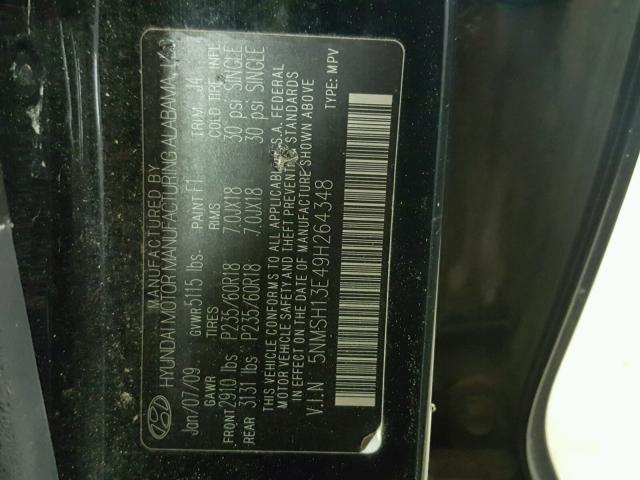 MANUFACTURED BY
HYUNDAI MOTOR MANUFACTURING ALABAMA,
Jan/07/09 GVWR 5115 lbs. PAINT F1 TRIM J4
GAWR TIRES RIMS COLD TIRE INFL
FRONT 2910 lbs P235/60R18 7.0JX18 30 psi SINGLE
REAR 3131 lbs P235/60R18 7.0JX18 30 psi SINGLE
THIS VEHICLE CONFORMS TO ALL APPLICABLE U.S.A. FEDERAL
MOTOR VEHICLE SAFETY AND THEFT PREVENTION STANDARDS
IN EFFECT ON THE DATE OF MANUFACTURE SHOWN ABOVE
V.I.N 5NMSH13E49H264348 TYPE: MPV